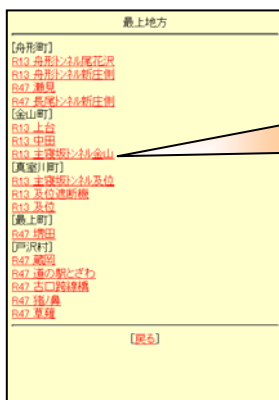 最上地方
[舟形町]
R13 舟形トンネル尾花沢
R13 舟形トンネル新庄側
R47 瀬見
R47 長尾トンネル新庄側
[金山町]
R13 上台
R13 中田
R13 主寝坂トンネル金山
[真室川町]
R13 主寝坂トンネル及位
R13 及位遮断機
R13 及位
[最上町]
R47 堺田
[戸沢村]
R47 蔵岡
R47 道の駅とざわ
R47 古口跨線橋
R47 猪ノ鼻
R47 草薙
[戻る]